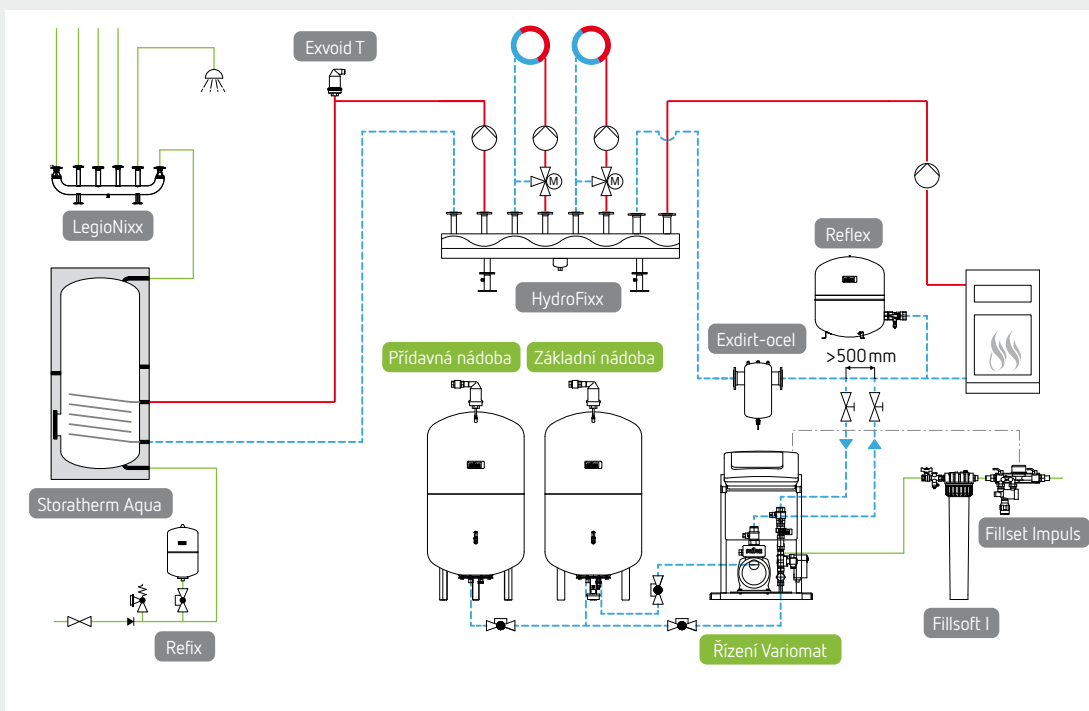 Exvoid T
LegioNixx
Reflex
HydroFixx
Exdirt-ocel
Přídavná nádoba
Základní nádoba
>500 mm
M
M
Storatherm Aqua
Fillset Impuls
Fillsoft I
Refix
Řízení Variomat